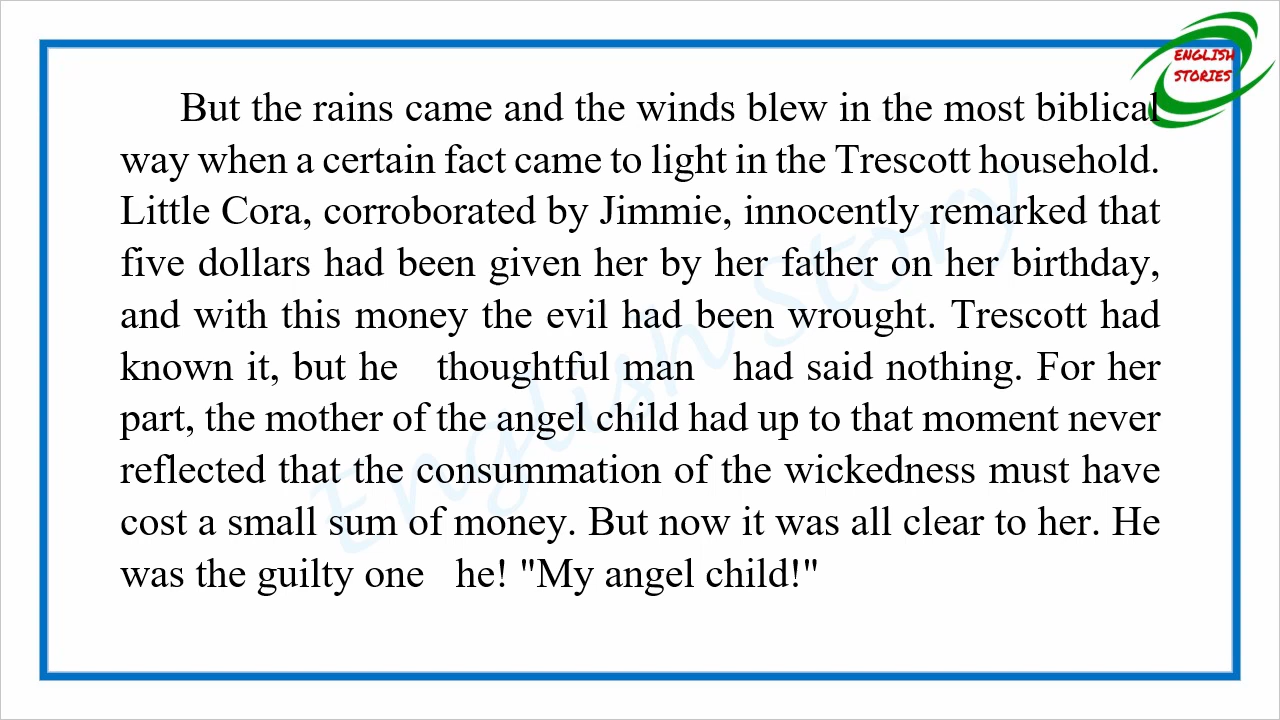 ENGLISH
STORIES
But the rains came and the winds blew in the most biblical
way when a certain fact came to light in the Trescott household.
Little Cora, corroborated by Jimmie, innocently remarked that
five dollars had been given her by her father on her birthday,
and with this money the evil had been wrought. Trescott had
known it, but he thoughtful man had said nothing. For her
part, the mother of the angel child had up to that moment never
reflected that the consummation of the wickedness must have
cost a small sum of money. But now it was all clear to her. He
was the guilty one he! "My angel child!"
English Story